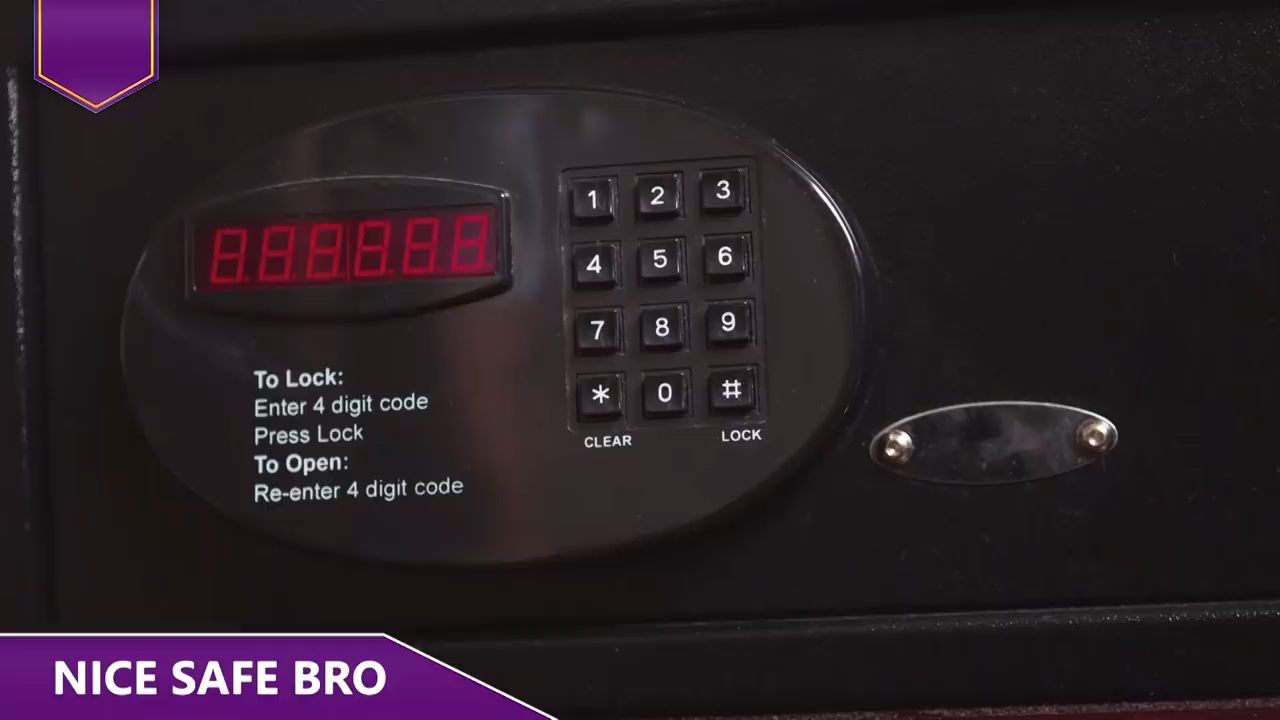 8.8.8.8.8.8
To Lock:
Enter 4 digit code
Press Lock
To Open:
Re-enter 4 digit code
1 2 3
4 5 6
7 8 9
* 0 #
CLEAR LOCK
NICE SAFE BRO